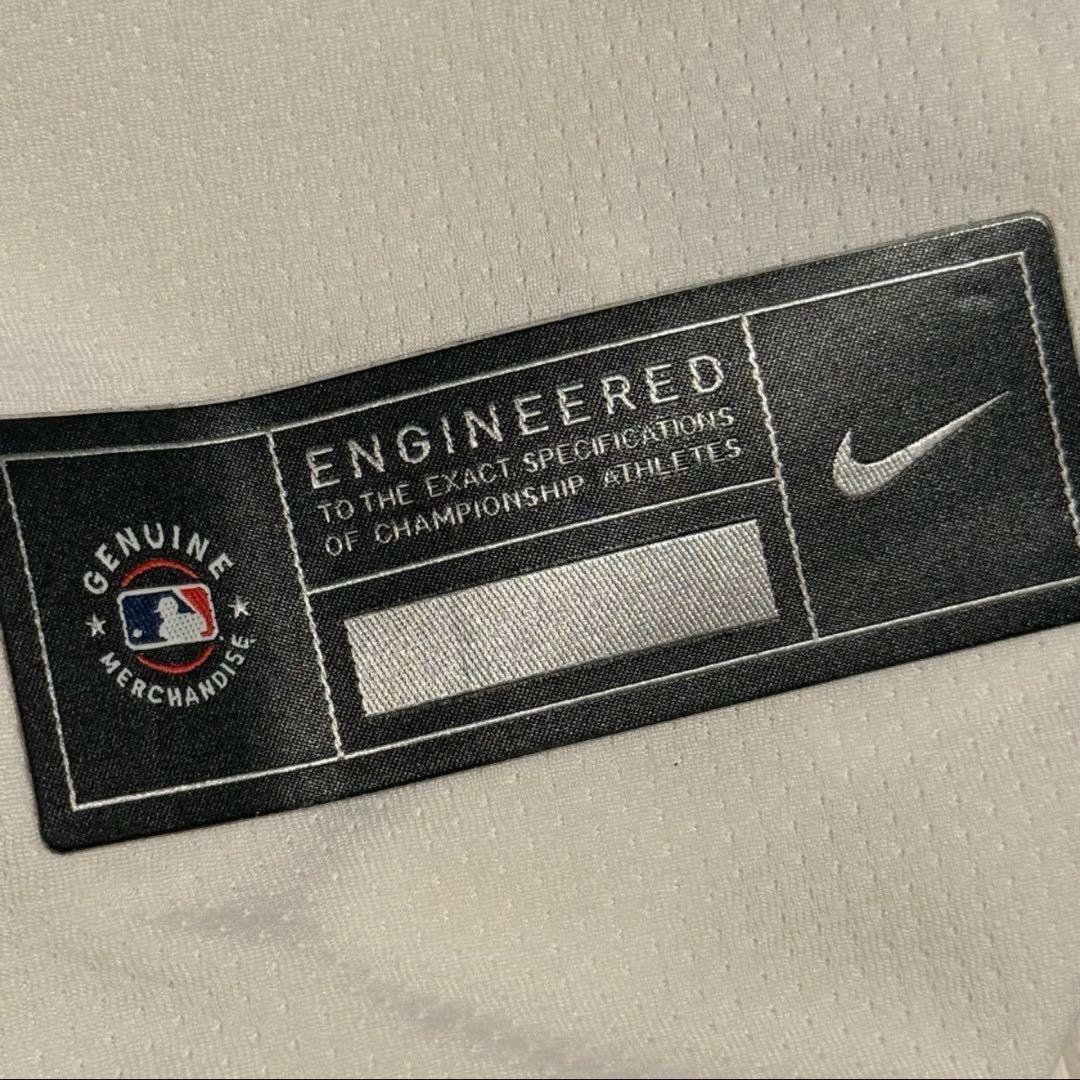 GENUINE
MERCHANDISE
ENGINEERED
TO THE EXACT SPECIFICATIONS
OF CHAMPIONSHIP ATHLETES